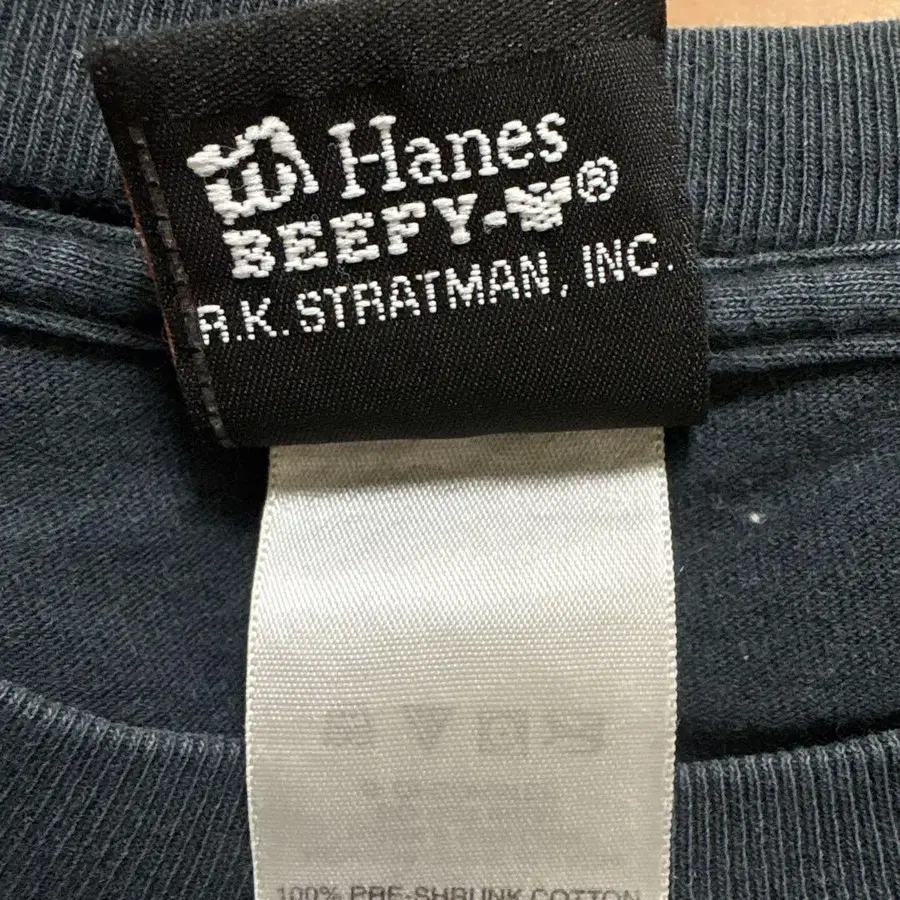 Hanes
BEEFY-T®
R.K. STRATMAN, INC.
100% PRE-SHRUNK COTTON